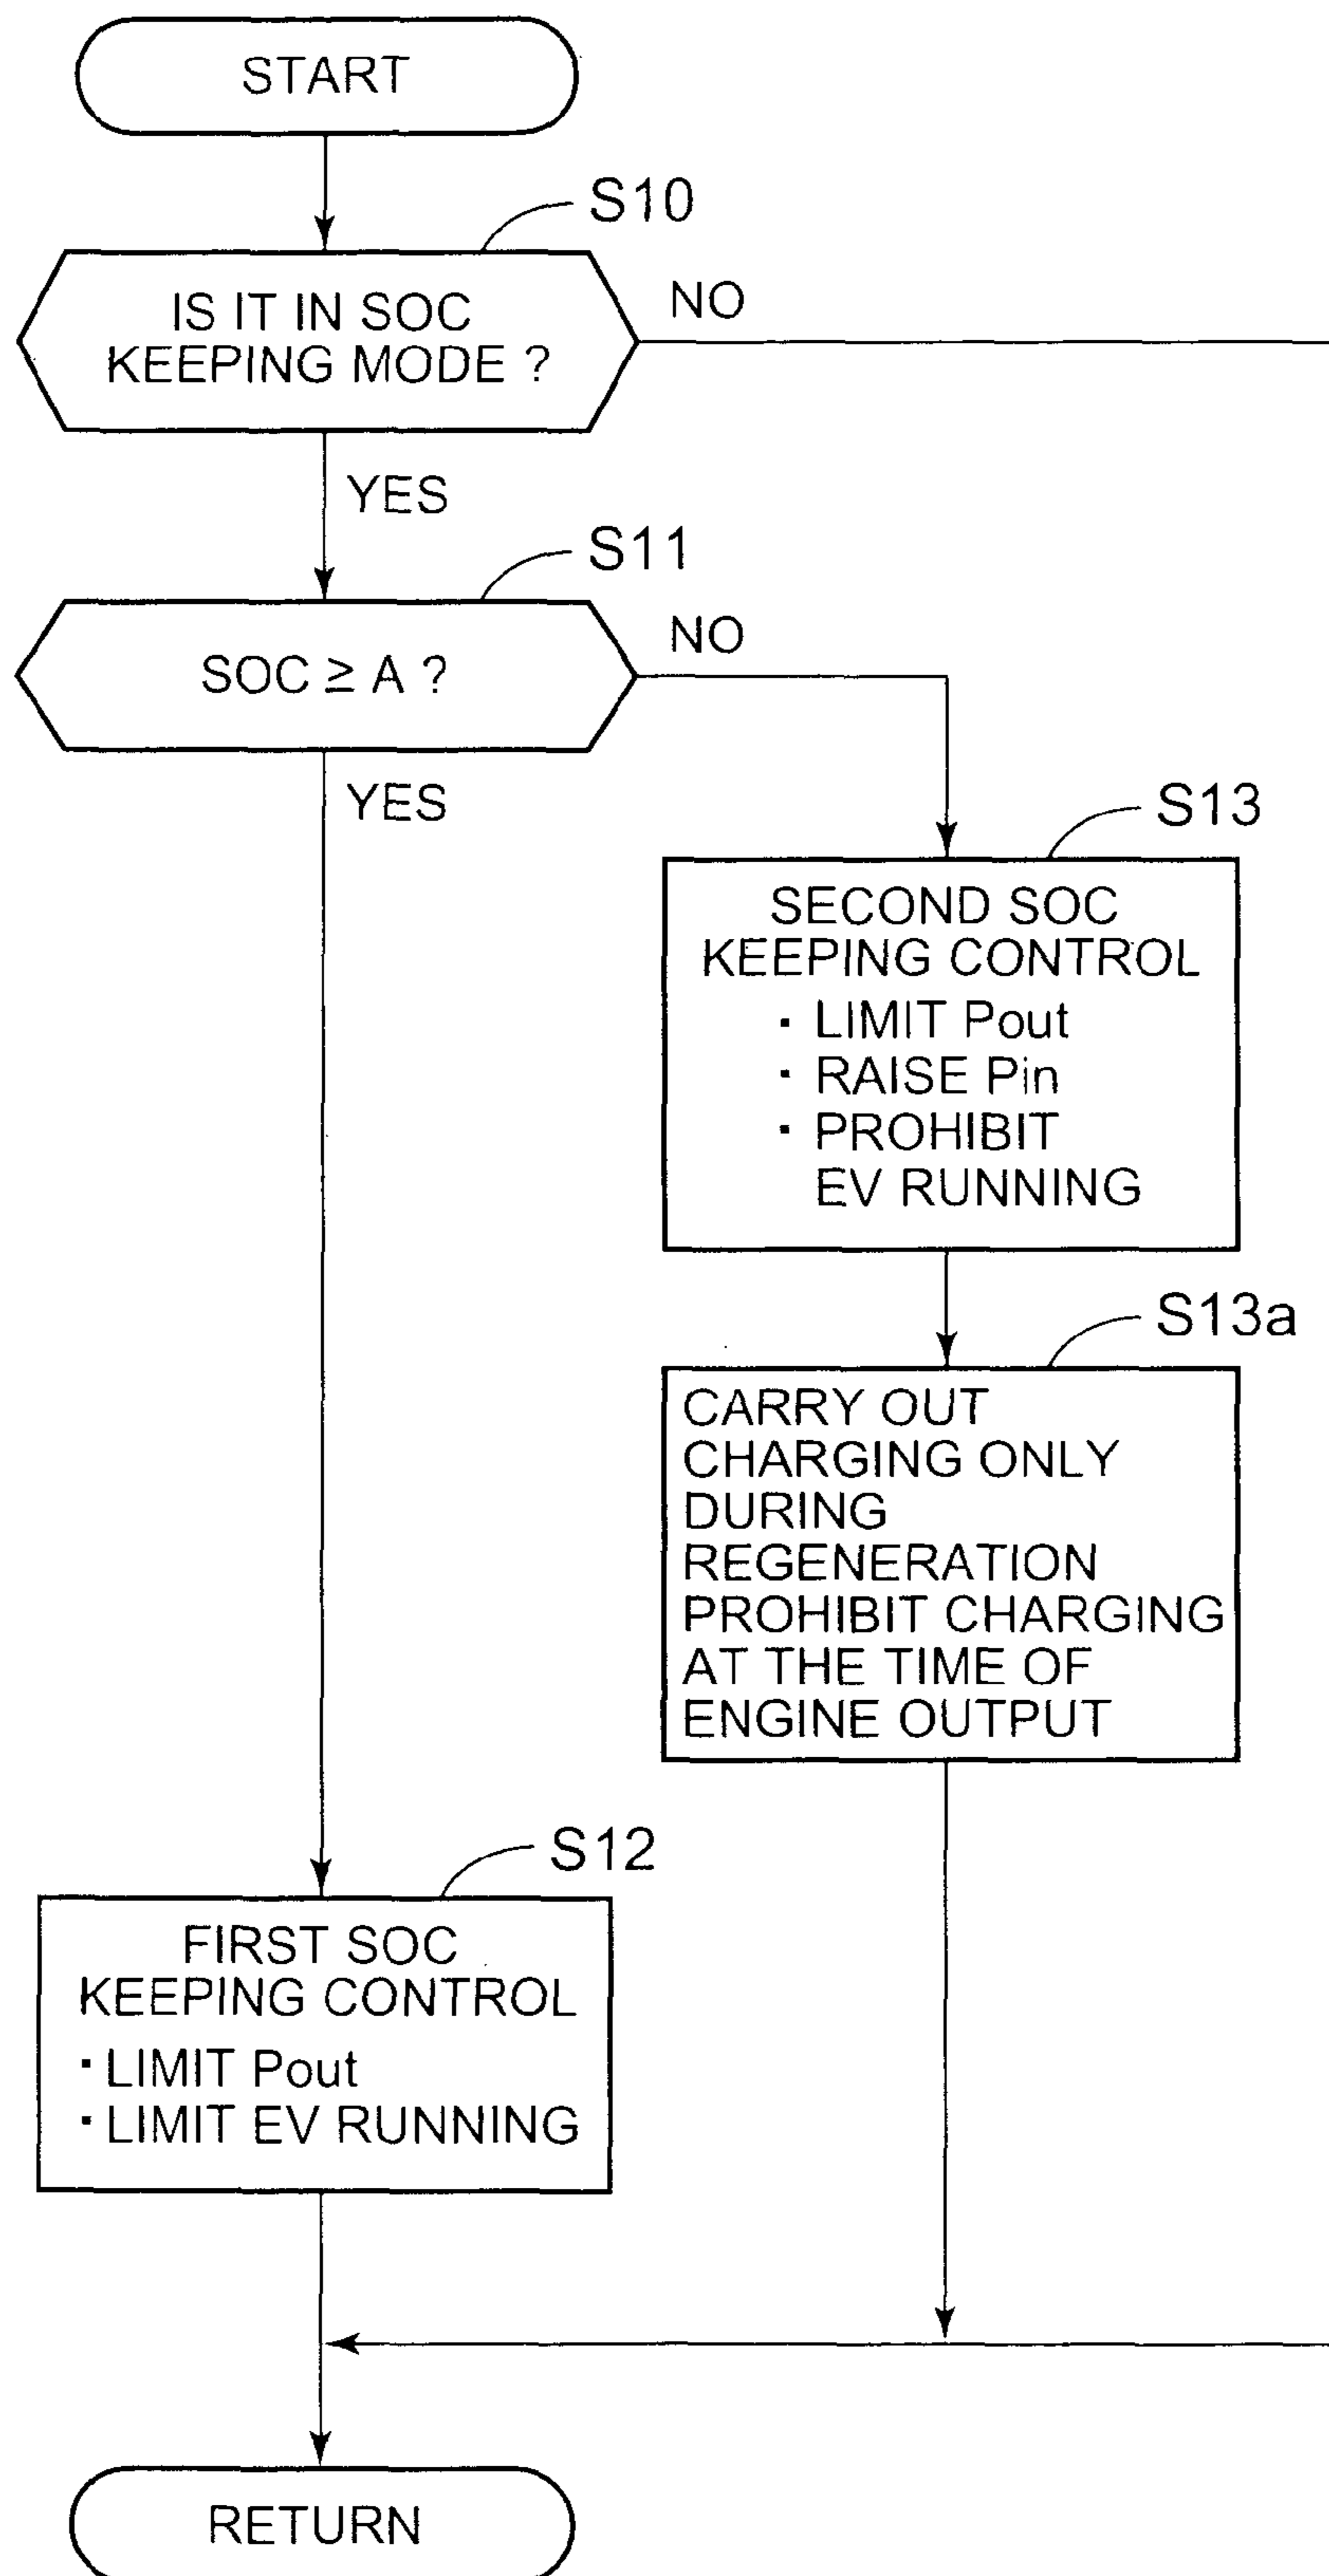 START
S10
IS IT IN SOC
KEEPING MODE ?
NO
YES
S11
SOC ≥ A ?
NO
YES
S13
SECOND SOC
KEEPING CONTROL
· LIMIT Pout
· RAISE Pin
· PROHIBIT
EV RUNNING
S13a
CARRY OUT
CHARGING ONLY
DURING
REGENERATION
PROHIBIT CHARGING
AT THE TIME OF
ENGINE OUTPUT
S12
FIRST SOC
KEEPING CONTROL
· LIMIT Pout
· LIMIT EV RUNNING
RETURN